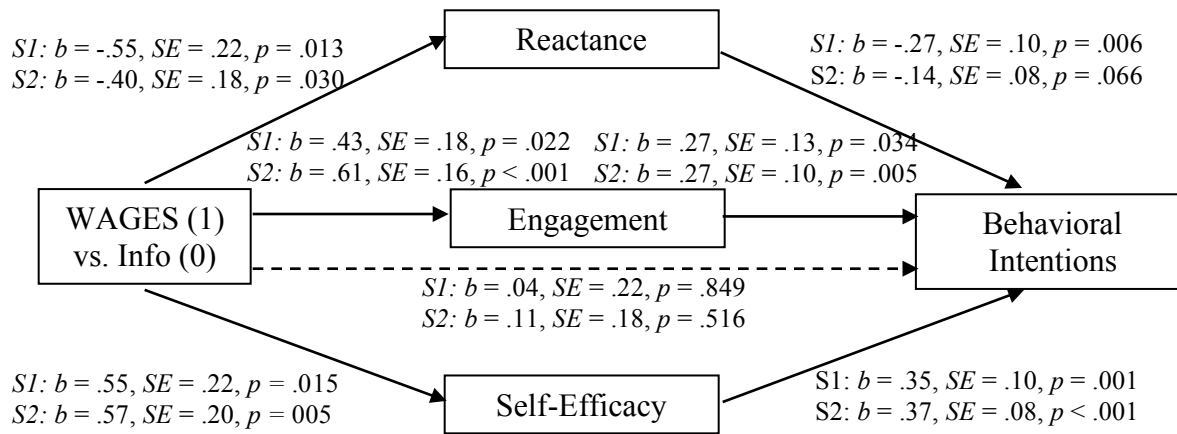 Reactance
S1: b = -.55, SE = .22, p = .013
S2: b = -.40, SE = .18, p = .030
S1: b = -.27, SE = .10, p = .006
S2: b = -.14, SE = .08, p = .066
S1: b = .43, SE = .18, p = .022
S2: b = .61, SE = .16, p < .001
S1: b = .27, SE = .13, p = .034
S2: b = .27, SE = .10, p = .005
WAGES (1)
vs. Info (0)
Engagement
Behavioral
Intentions
S1: b = .04, SE = .22, p = .849
S2: b = .11, SE = .18, p = .516
S1: b = .55, SE = .22, p = .015
S2: b = .57, SE = .20, p = 005
Self-Efficacy
S1: b = .35, SE = .10, p = .001
S2: b = .37, SE = .08, p < .001